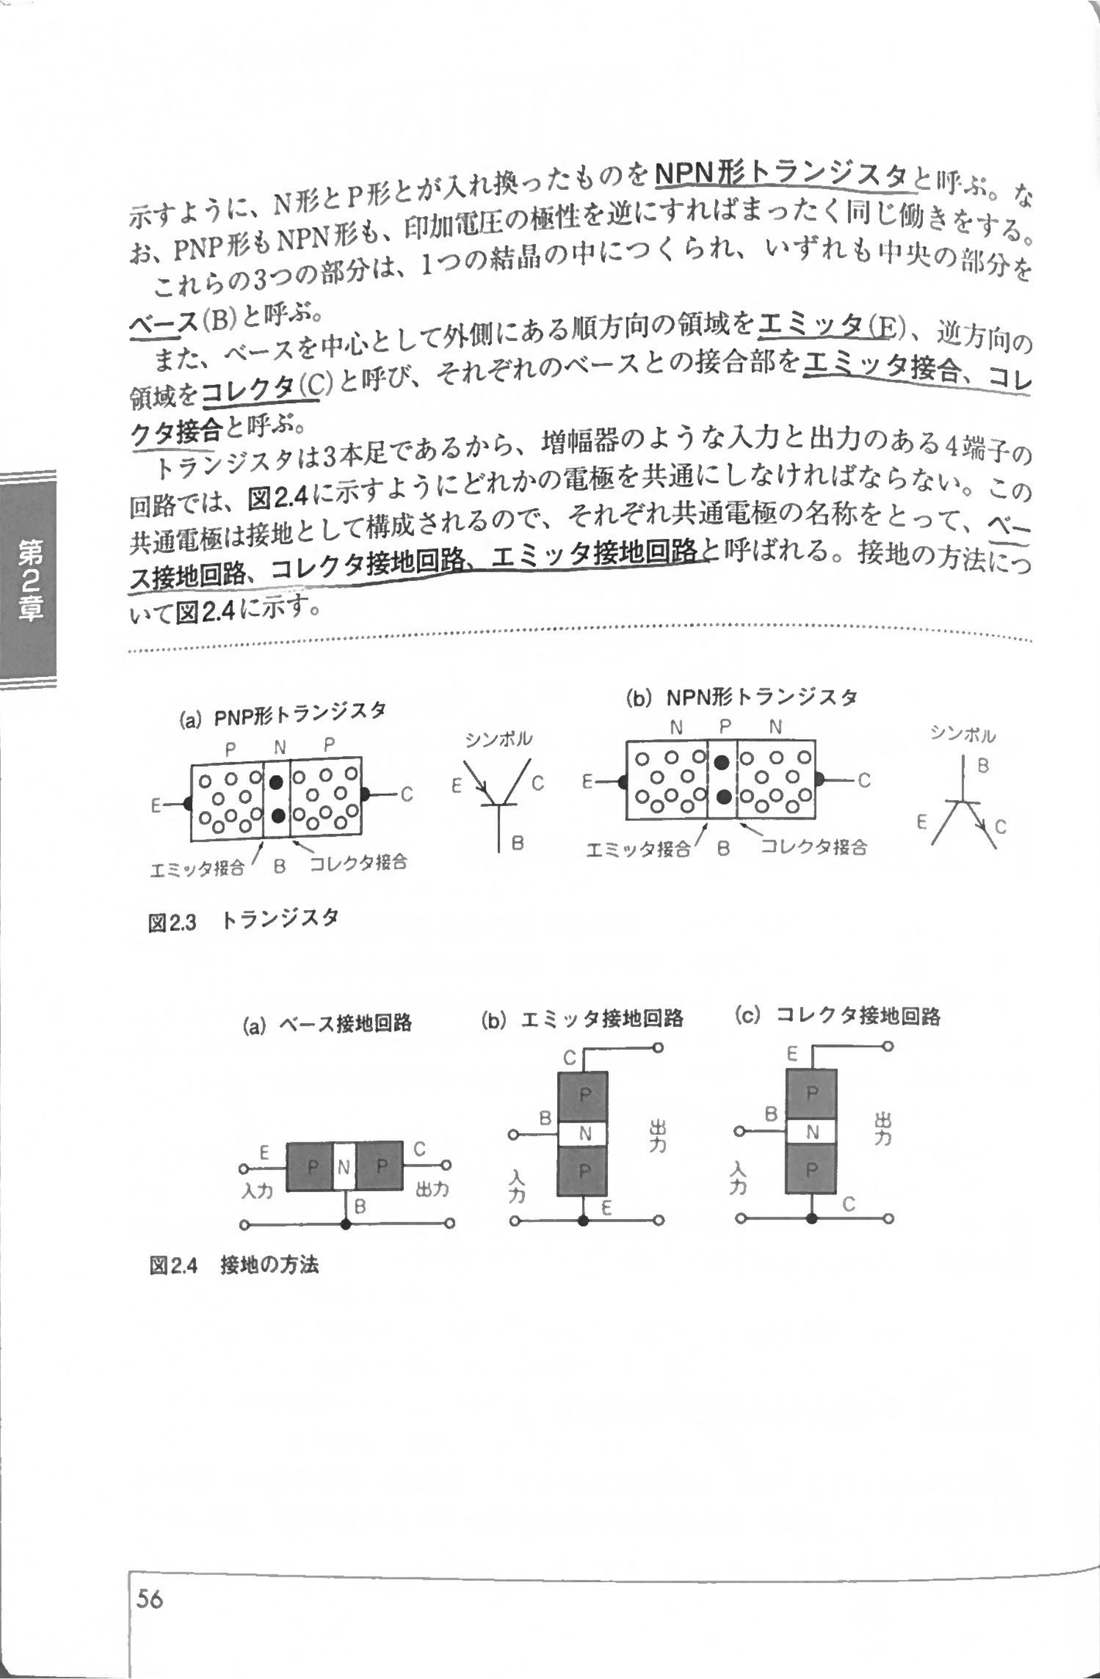 示すように、N形とP形とが入れ換ったものをNPN形トランジスタと呼ぶ。な
お、PNP形もNPN形も、印加電圧の極性を逆にすればまったく同じ働きをする。
これらの3つの部分は、1つの結晶の中につくられ、いずれも中央の部分を
ベース(B)と呼ぶ。
また、ベースを中心として外側にある順方向の領域をエミッタ(E)、逆方向の
領域をコレクタ(C)と呼び、それぞれのベースとの接合部をエミッタ接合、コレ
クタ接合と呼ぶ。
トランジスタは3本足であるから、増幅器のような入力と出力のある4端子の
回路では、図2.4に示すようにどれかの電極を共通にしなければならない。この
共通電極は接地として構成されるので、それぞれ共通電極の名称をとって、ベー
ス接地回路、コレクタ接地回路、エミッタ接地回路と呼ばれる。接地の方法につ
いて図2.4に示す。
第2章
(a) PNP形トランジスタ
P N P
シンボル
E
C
E
C
B
エミッタ接合
B
コレクタ接合
(b) NPN形トランジスタ
N P N
シンボル
E
C
B
E
C
エミッタ接合
B
コレクタ接合
図2.3 トランジスタ
(a) ベース接地回路
E
P N P
C
入力
出力
B
(b) エミッタ接地回路
C
P
B
N
出力
P
入力
E
(c) コレクタ接地回路
E
P
B
N
出力
P
入力
C
図2.4 接地の方法
56